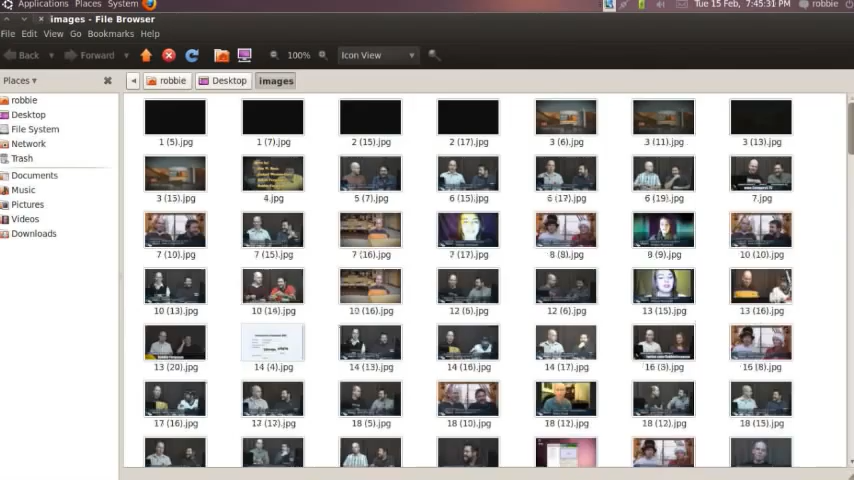 Applications Places System Tue 15 Feb, 7:45:31 PM robbie
images - File Browser
File Edit View Go Bookmarks Help
Back Forward 100% Icon View
Places robbie Desktop images
robbie
Desktop
File System
Network
Trash
Documents
Music
Pictures
Videos
Downloads
1 (5).jpg 1 (7).jpg 2 (15).jpg 2 (17).jpg 3 (6).jpg 3 (11).jpg 3 (13).jpg
3 (15).jpg 4.jpg 5 (7).jpg 6 (15).jpg 6 (17).jpg 6 (19).jpg 7.jpg
7 (10).jpg 7 (15).jpg 7 (16).jpg 7 (17).jpg 8 (8).jpg 8 (9).jpg 10 (10).jpg
10 (13).jpg 10 (14).jpg 10 (16).jpg 12 (5).jpg 12 (6).jpg 13 (15).jpg 13 (16).jpg
13 (20).jpg 14 (4).jpg 14 (13).jpg 14 (16).jpg 14 (17).jpg 16 (3).jpg 16 (8).jpg
17 (16).jpg 17 (17).jpg 18 (5).jpg 18 (10).jpg 18 (12).jpg 18 (12).jpg 18 (15).jpg